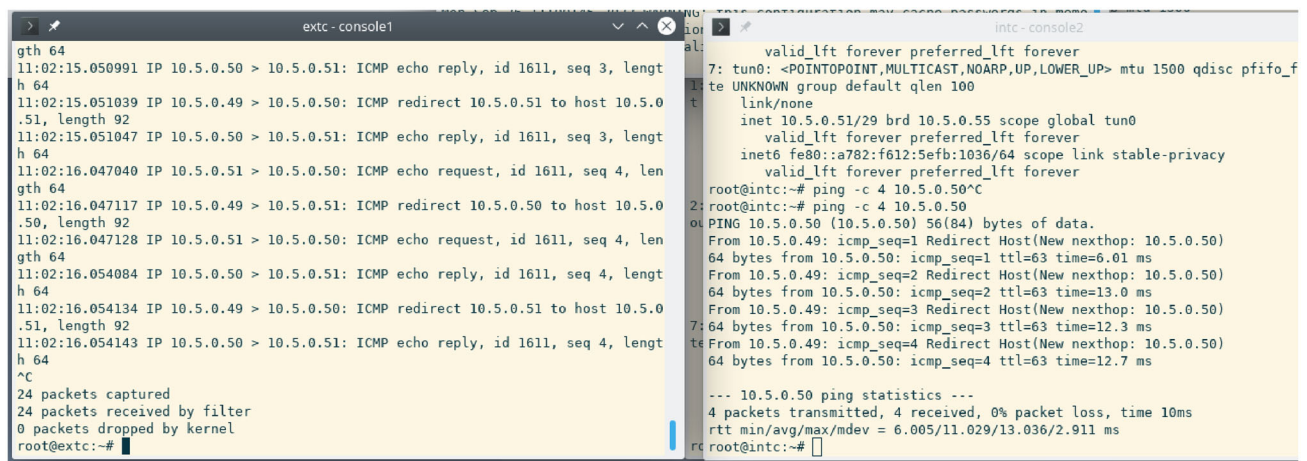 extc - console1
gth 64
11:02:15.050991 IP 10.5.0.50 > 10.5.0.51: ICMP echo reply, id 1611, seq 3, lengt
h 64
11:02:15.051039 IP 10.5.0.49 > 10.5.0.50: ICMP redirect 10.5.0.51 to host 10.5.0
.51, length 92
11:02:15.051047 IP 10.5.0.50 > 10.5.0.51: ICMP echo reply, id 1611, seq 3, lengt
h 64
11:02:16.047040 IP 10.5.0.51 > 10.5.0.50: ICMP echo request, id 1611, seq 4, len
gth 64
11:02:16.047117 IP 10.5.0.49 > 10.5.0.51: ICMP redirect 10.5.0.50 to host 10.5.0
.50, length 92
11:02:16.047128 IP 10.5.0.51 > 10.5.0.50: ICMP echo request, id 1611, seq 4, len
gth 64
11:02:16.054084 IP 10.5.0.50 > 10.5.0.51: ICMP echo reply, id 1611, seq 4, lengt
h 64
11:02:16.054134 IP 10.5.0.49 > 10.5.0.50: ICMP redirect 10.5.0.51 to host 10.5.0
.51, length 92
11:02:16.054143 IP 10.5.0.50 > 10.5.0.51: ICMP echo reply, id 1611, seq 4, lengt
h 64
^C
24 packets captured
24 packets received by filter
0 packets dropped by kernel
root@extc:~#
intc - console2
valid_lft forever preferred_lft forever
7: tun0: <POINTOPOINT,MULTICAST,NOARP,UP,LOWER_UP> mtu 1500 qdisc pfifo_f
te UNKNOWN group default qlen 100
link/none
inet 10.5.0.51/29 brd 10.5.0.55 scope global tun0
valid_lft forever preferred_lft forever
inet6 fe80::a782:f612:5efb:1036/64 scope link stable-privacy
valid_lft forever preferred_lft forever
root@intc:~# ping -c 4 10.5.0.50^C
root@intc:~# ping -c 4 10.5.0.50
PING 10.5.0.50 (10.5.0.50) 56(84) bytes of data.
From 10.5.0.49: icmp_seq=1 Redirect Host(New nexthop: 10.5.0.50)
64 bytes from 10.5.0.50: icmp_seq=1 ttl=63 time=6.01 ms
From 10.5.0.49: icmp_seq=2 Redirect Host(New nexthop: 10.5.0.50)
64 bytes from 10.5.0.50: icmp_seq=2 ttl=63 time=13.0 ms
From 10.5.0.49: icmp_seq=3 Redirect Host(New nexthop: 10.5.0.50)
64 bytes from 10.5.0.50: icmp_seq=3 ttl=63 time=12.3 ms
From 10.5.0.49: icmp_seq=4 Redirect Host(New nexthop: 10.5.0.50)
64 bytes from 10.5.0.50: icmp_seq=4 ttl=63 time=12.7 ms
--- 10.5.0.50 ping statistics ---
4 packets transmitted, 4 received, 0% packet loss, time 10ms
rtt min/avg/max/mdev = 6.005/11.029/13.036/2.911 ms
root@intc:~#